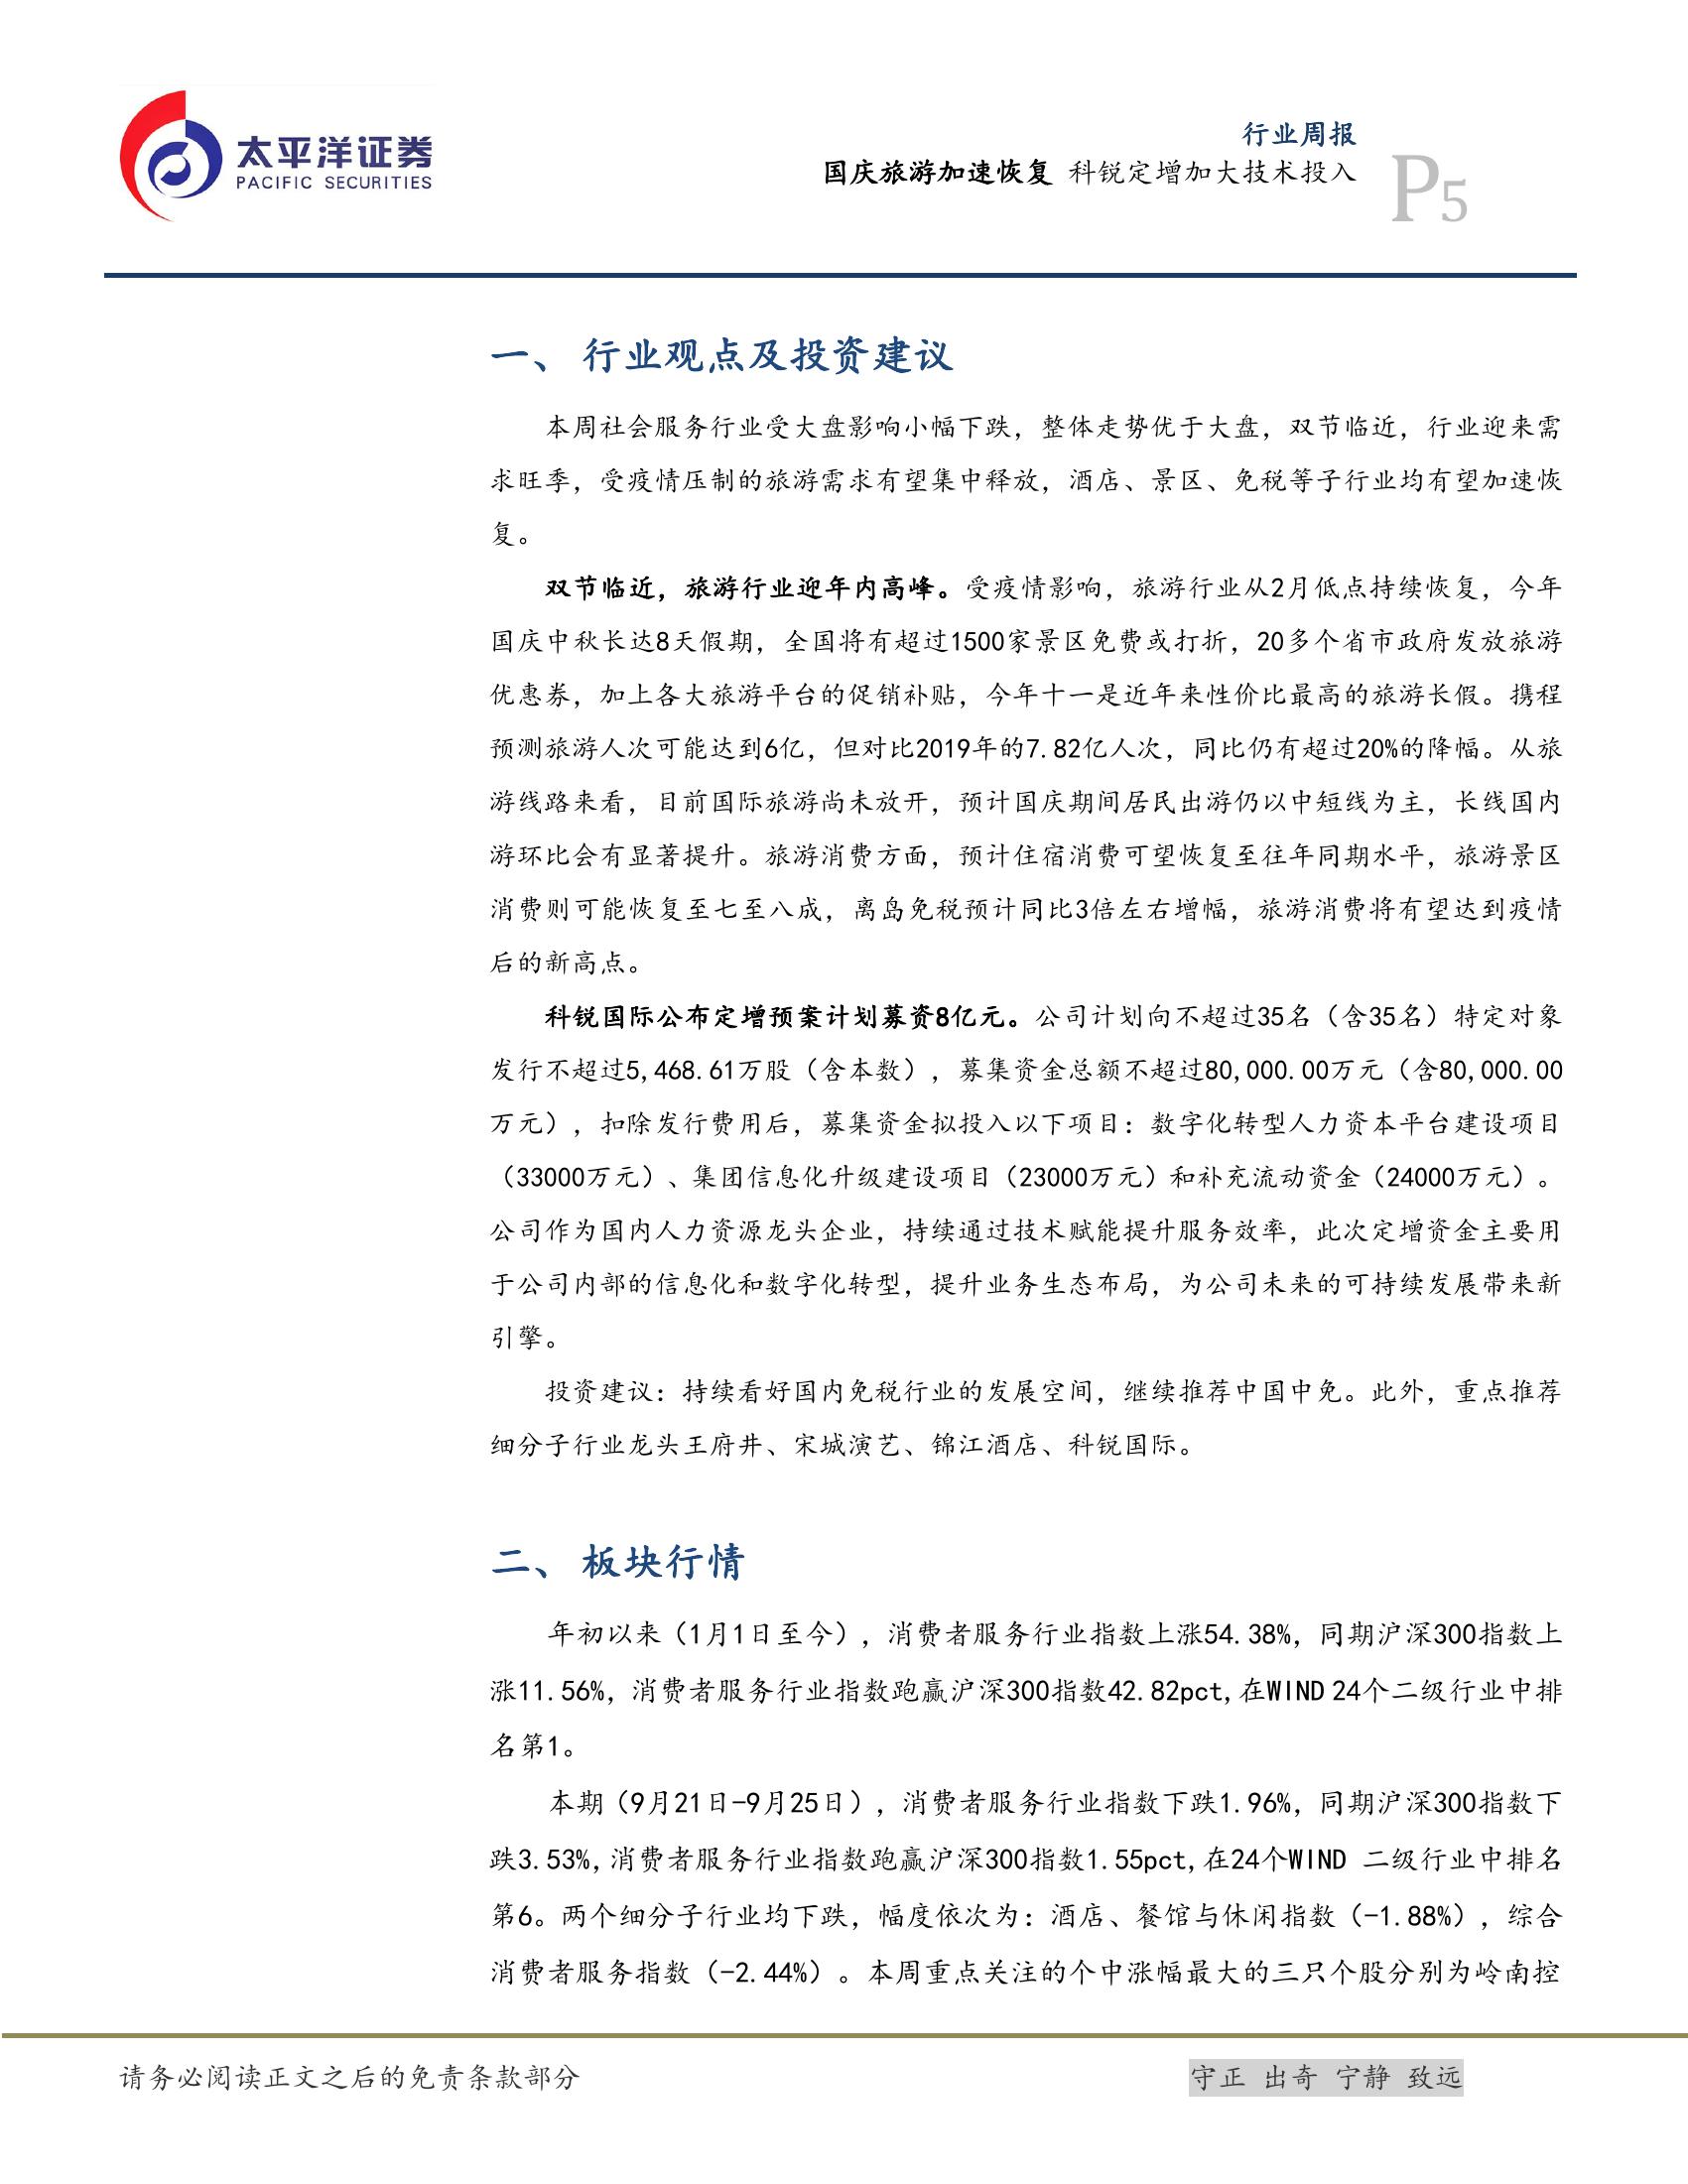 太平洋证券
PACIFIC SECURITIES
行业周报
国庆旅游加速恢复 科锐定增加大技术投入
P5
一、 行业观点及投资建议
本周社会服务行业受大盘影响小幅下跌，整体走势优于大盘，双节临近，行业迎来需
求旺季，受疫情压制的旅游需求有望集中释放，酒店、景区、免税等子行业均有望加速恢
复。
双节临近，旅游行业迎年内高峰。受疫情影响，旅游行业从2月低点持续恢复，今年
国庆中秋长达8天假期，全国将有超过1500家景区免费或打折，20多个省市政府发放旅游
优惠券，加上各大旅游平台的促销补贴，今年十一是近年来性价比最高的旅游长假。携程
预测旅游人次可能达到6亿，但对比2019年的7.82亿人次，同比仍有超过20%的降幅。从旅
游线路来看，目前国际旅游尚未放开，预计国庆期间居民出游仍以中短线为主，长线国内
游环比会有显著提升。旅游消费方面，预计住宿消费可望恢复至往年同期水平，旅游景区
消费则可能恢复至七至八成，离岛免税预计同比3倍左右增幅，旅游消费将有望达到疫情
后的新高点。
科锐国际公布定增预案计划募资8亿元。公司计划向不超过35名（含35名）特定对象
发行不超过5,468.61万股（含本数），募集资金总额不超过80,000.00万元（含80,000.00
万元），扣除发行费用后，募集资金拟投入以下项目：数字化转型人力资本平台建设项目
（33000万元）、集团信息化升级建设项目（23000万元）和补充流动资金（24000万元）。
公司作为国内人力资源龙头企业，持续通过技术赋能提升服务效率，此次定增资金主要用
于公司内部的信息化和数字化转型，提升业务生态布局，为公司未来的可持续发展带来新
引擎。
投资建议：持续看好国内免税行业的发展空间，继续推荐中国中免。此外，重点推荐
细分子行业龙头王府井、宋城演艺、锦江酒店、科锐国际。
二、 板块行情
年初以来（1月1日至今），消费者服务行业指数上涨54.38%，同期沪深300指数上
涨11.56%，消费者服务行业指数跑赢沪深300指数42.82pct,在WIND 24个二级行业中排
名第1。
本期（9月21日-9月25日），消费者服务行业指数下跌1.96%，同期沪深300指数下
跌3.53%,消费者服务行业指数跑赢沪深300指数1.55pct,在24个WIND 二级行业中排名
第6。两个细分子行业均下跌，幅度依次为：酒店、餐馆与休闲指数（-1.88%），综合
消费者服务指数（-2.44%）。本周重点关注的个中涨幅最大的三只个股分别为岭南控
请务必阅读正文之后的免责条款部分
守正 出奇 宁静 致远